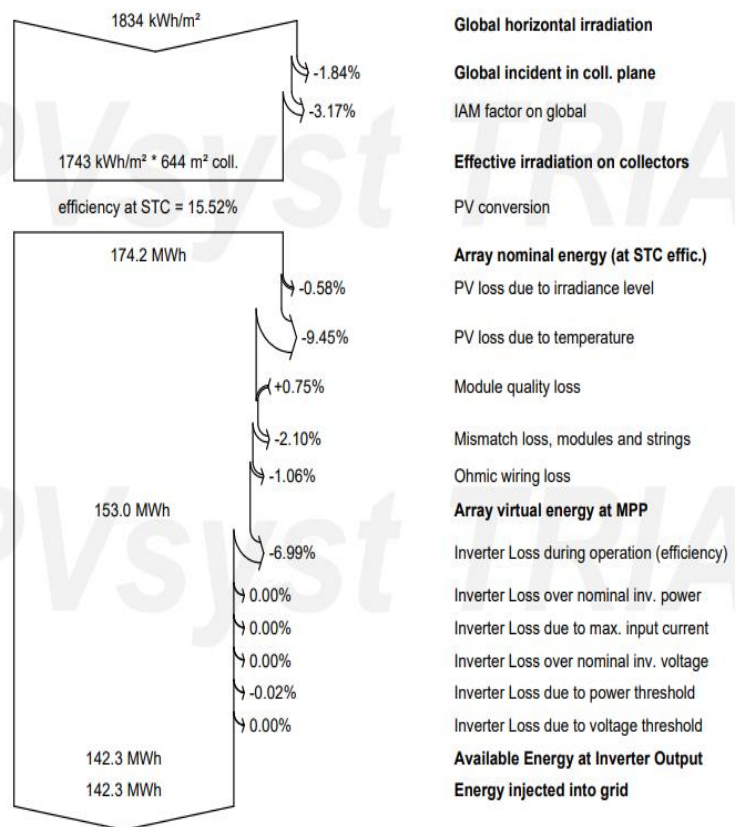 1834 kWh/m² Global horizontal irradiation
-1.84% Global incident in coll. plane
-3.17% IAM factor on global
1743 kWh/m² * 644 m² coll. Effective irradiation on collectors
efficiency at STC = 15.52% PV conversion
174.2 MWh Array nominal energy (at STC effic.)
-0.58% PV loss due to irradiance level
-9.45% PV loss due to temperature
+0.75% Module quality loss
-2.10% Mismatch loss, modules and strings
-1.06% Ohmic wiring loss
153.0 MWh Array virtual energy at MPP
-6.99% Inverter Loss during operation (efficiency)
0.00% Inverter Loss over nominal inv. power
0.00% Inverter Loss due to max. input current
0.00% Inverter Loss over nominal inv. voltage
-0.02% Inverter Loss due to power threshold
0.00% Inverter Loss due to voltage threshold
142.3 MWh Available Energy at Inverter Output
142.3 MWh Energy injected into grid
PVsyst TRIA
PVsyst TRIA